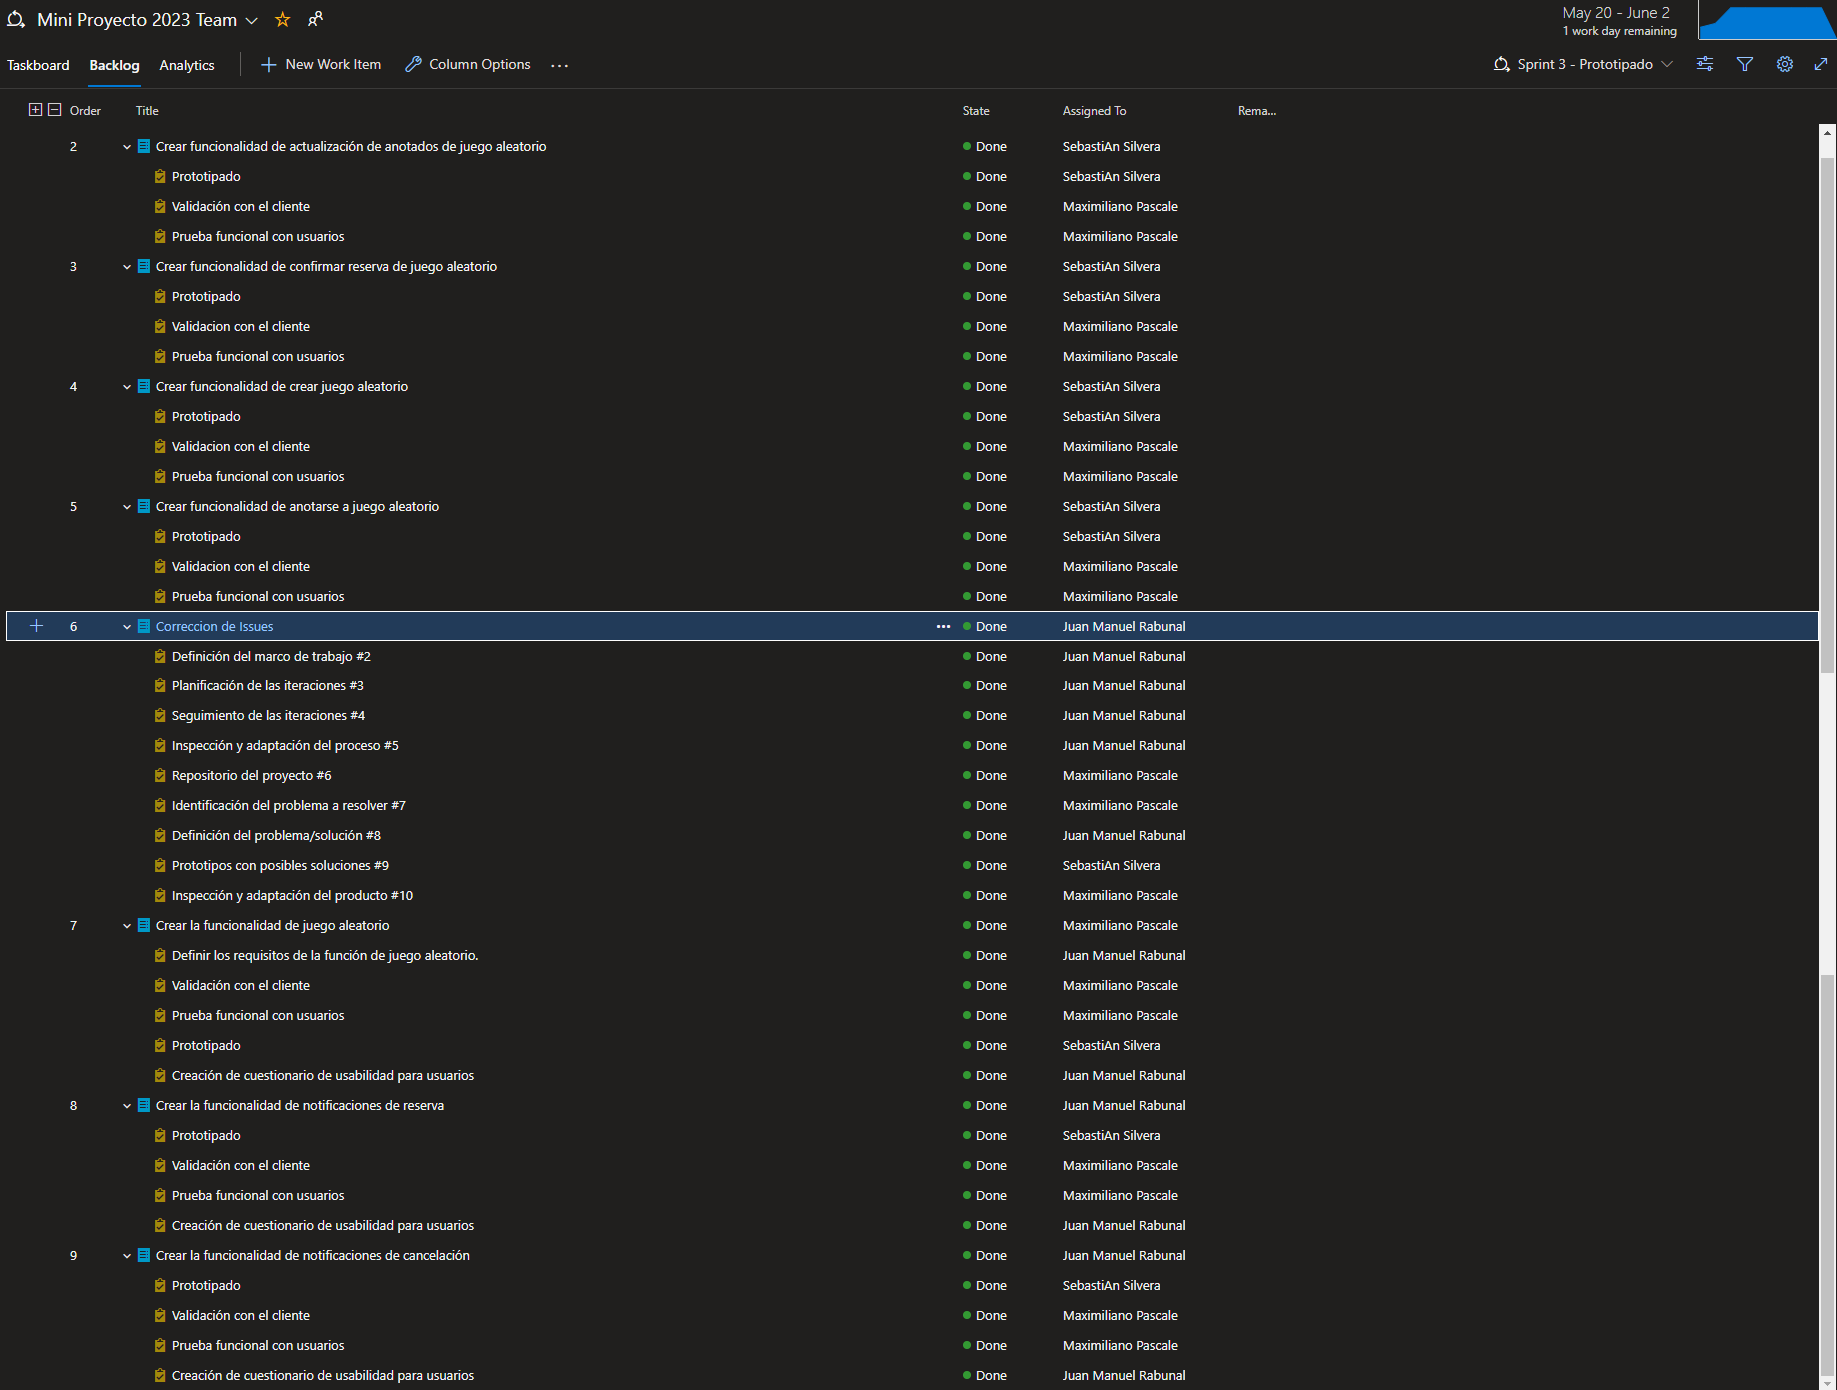 Mini Proyecto 2023 Team
May 20 - June 2
1 work day remaining
Taskboard Backlog Analytics New Work Item Column Options ... Sprint 3 - Prototipado
Order Title State Assigned To Rema...
2 Crear funcionalidad de actualización de anotados de juego aleatorio Done SebastiAn Silvera
Prototipado Done SebastiAn Silvera
Validación con el cliente Done Maximiliano Pascale
Prueba funcional con usuarios Done Maximiliano Pascale
3 Crear funcionalidad de confirmar reserva de juego aleatorio Done SebastiAn Silvera
Prototipado Done SebastiAn Silvera
Validacion con el cliente Done Maximiliano Pascale
Prueba funcional con usuarios Done Maximiliano Pascale
4 Crear funcionalidad de crear juego aleatorio Done SebastiAn Silvera
Prototipado Done SebastiAn Silvera
Validacion con el cliente Done Maximiliano Pascale
Prueba funcional con usuarios Done Maximiliano Pascale
5 Crear funcionalidad de anotarse a juego aleatorio Done SebastiAn Silvera
Prototipado Done SebastiAn Silvera
Validacion con el cliente Done Maximiliano Pascale
Prueba funcional con usuarios Done Maximiliano Pascale
6 Correccion de Issues ... Done Juan Manuel Rabunal
Definición del marco de trabajo #2 Done Juan Manuel Rabunal
Planificación de las iteraciones #3 Done Juan Manuel Rabunal
Seguimiento de las iteraciones #4 Done Juan Manuel Rabunal
Inspección y adaptación del proceso #5 Done Juan Manuel Rabunal
Repositorio del proyecto #6 Done Maximiliano Pascale
Identificación del problema a resolver #7 Done Maximiliano Pascale
Definición del problema/solución #8 Done Juan Manuel Rabunal
Prototipos con posibles soluciones #9 Done SebastiAn Silvera
Inspección y adaptación del producto #10 Done Maximiliano Pascale
7 Crear la funcionalidad de juego aleatorio Done Maximiliano Pascale
Definir los requisitos de la función de juego aleatorio. Done Juan Manuel Rabunal
Validación con el cliente Done Maximiliano Pascale
Prueba funcional con usuarios Done Maximiliano Pascale
Prototipado Done SebastiAn Silvera
Creación de cuestionario de usabilidad para usuarios Done Juan Manuel Rabunal
8 Crear la funcionalidad de notificaciones de reserva Done Juan Manuel Rabunal
Prototipado Done SebastiAn Silvera
Validación con el cliente Done Maximiliano Pascale
Prueba funcional con usuarios Done Maximiliano Pascale
Creación de cuestionario de usabilidad para usuarios Done Juan Manuel Rabunal
9 Crear la funcionalidad de notificaciones de cancelación Done Juan Manuel Rabunal
Prototipado Done SebastiAn Silvera
Validación con el cliente Done Maximiliano Pascale
Prueba funcional con usuarios Done Maximiliano Pascale
Creación de cuestionario de usabilidad para usuarios Done Juan Manuel Rabunal